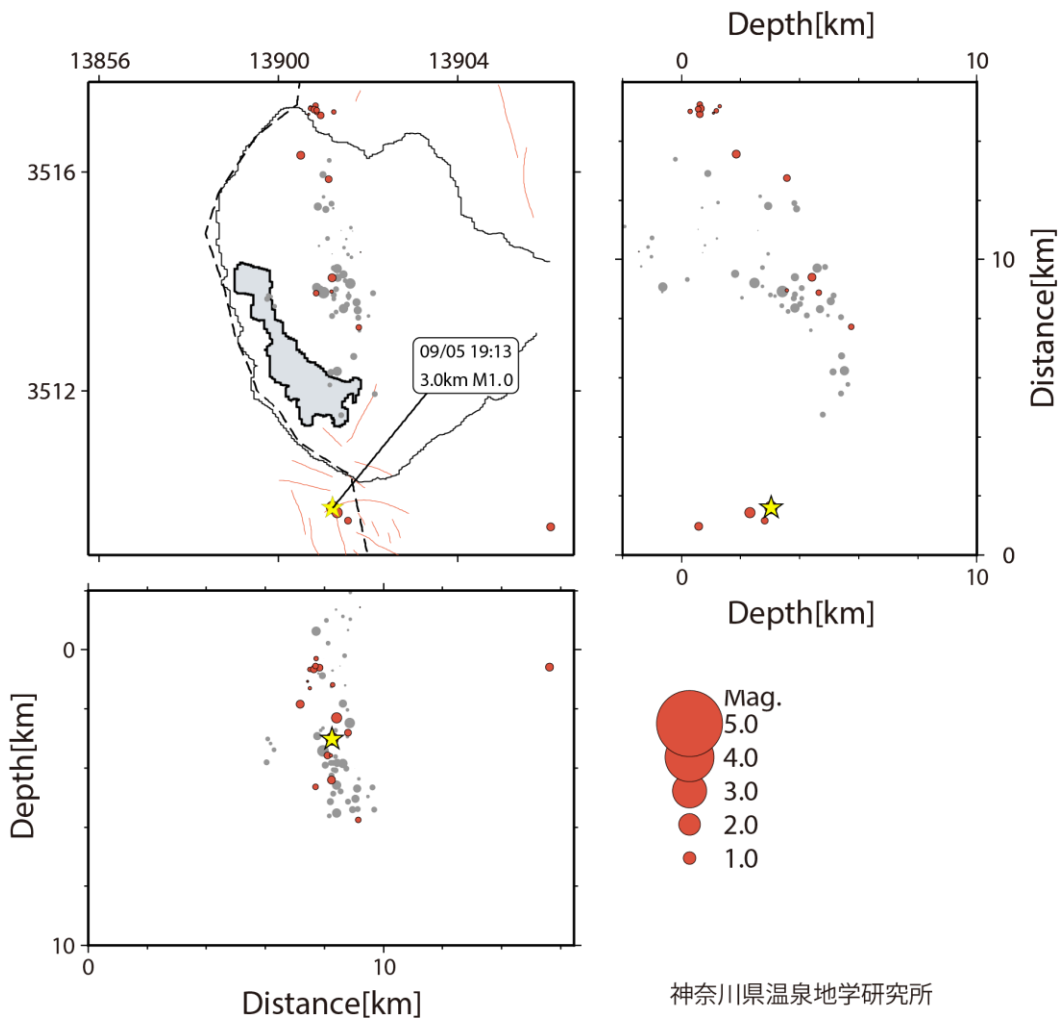 Depth[km]
13856 13900 13904 0 10
3516
10
09/05 19:13
3.0km M1.0
3512
Distance[km]
0
0 10
Depth[km]
0
Depth[km]
10
0 10
Distance[km]
Mag.
5.0
4.0
3.0
2.0
1.0
神奈川県温泉地学研究所